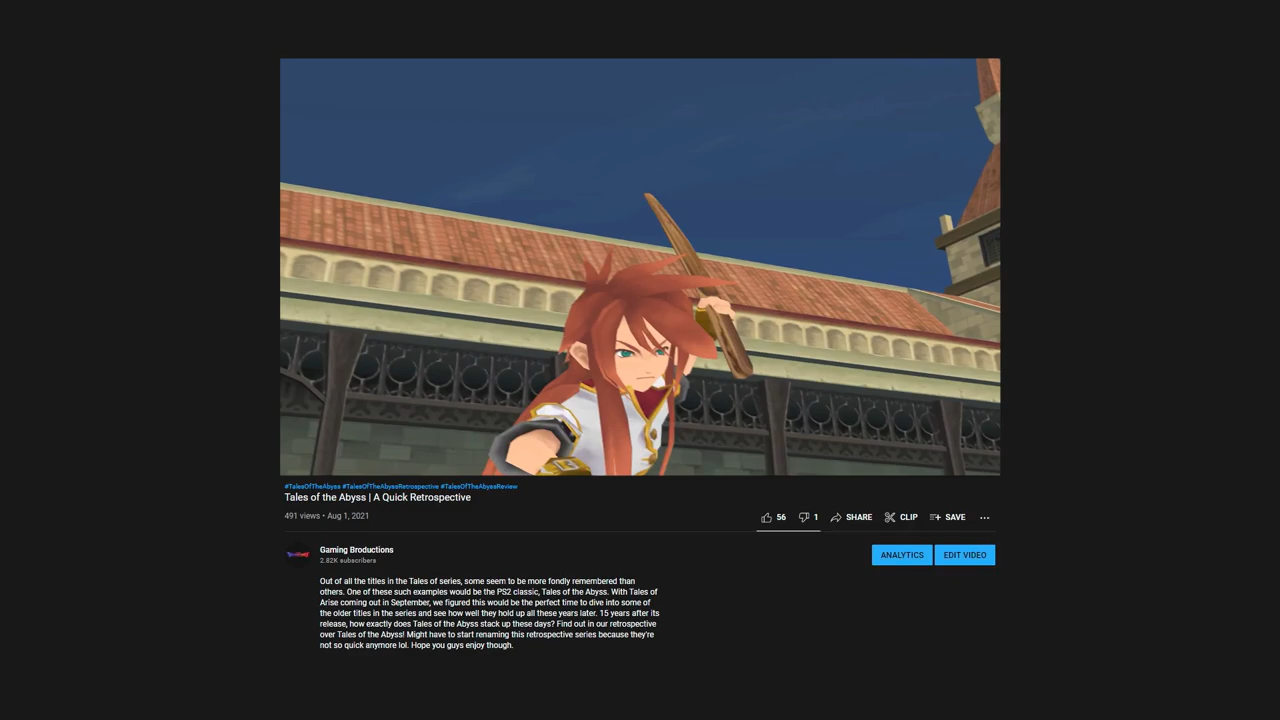 #TalesOfTheAbyss #TalesOfTheAbyssRetrospective #TalesOfTheAbyssReview
Tales of the Abyss | A Quick Retrospective
491 views • Aug 1, 2021
56 1 SHARE CLIP SAVE ...
Gaming Broductions
2.82K subscribers
ANALYTICS EDIT VIDEO
Out of all the titles in the Tales of series, some seem to be more fondly remembered than
others. One of these such examples would be the PS2 classic, Tales of the Abyss. With Tales of
Arise coming out in September, we figured this would be the perfect time to dive into some of
the older titles in the series and see how well they hold up all these years later. 15 years after its
release, how exactly does Tales of the Abyss stack up these days? Find out in our retrospective
over Tales of the Abyss! Might have to start renaming this retrospective series because they're
not so quick anymore lol. Hope you guys enjoy though.